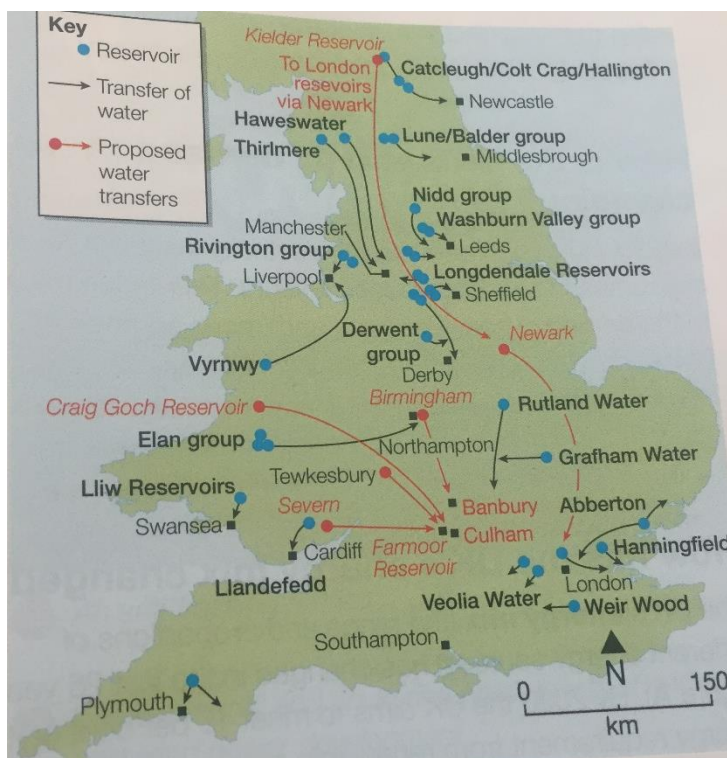 Key
Reservoir
Transfer of
water
Proposed
water
transfers
Kielder Reservoir
To London
resevoirs
via Newark
Catcleugh/Colt Crag/Hallington
Newcastle
Haweswater
Thirlmere
Lune/Balder group
Middlesbrough
Nidd group
Washburn Valley group
Leeds
Manchester
Rivington group
Liverpool
Longdendale Reservoirs
Sheffield
Derwent
group
Derby
Newark
Vyrnwy
Craig Goch Reservoir
Birmingham
Rutland Water
Elan group
Northampton
Grafham Water
Tewkesbury
Lliw Reservoirs
Swansea
Severn
Banbury
Culham
Abberton
Cardiff
Farmoor
Reservoir
Hanningfield
London
Llandefedd
Veolia Water
Weir Wood
Southampton
Plymouth
N
0
150
km